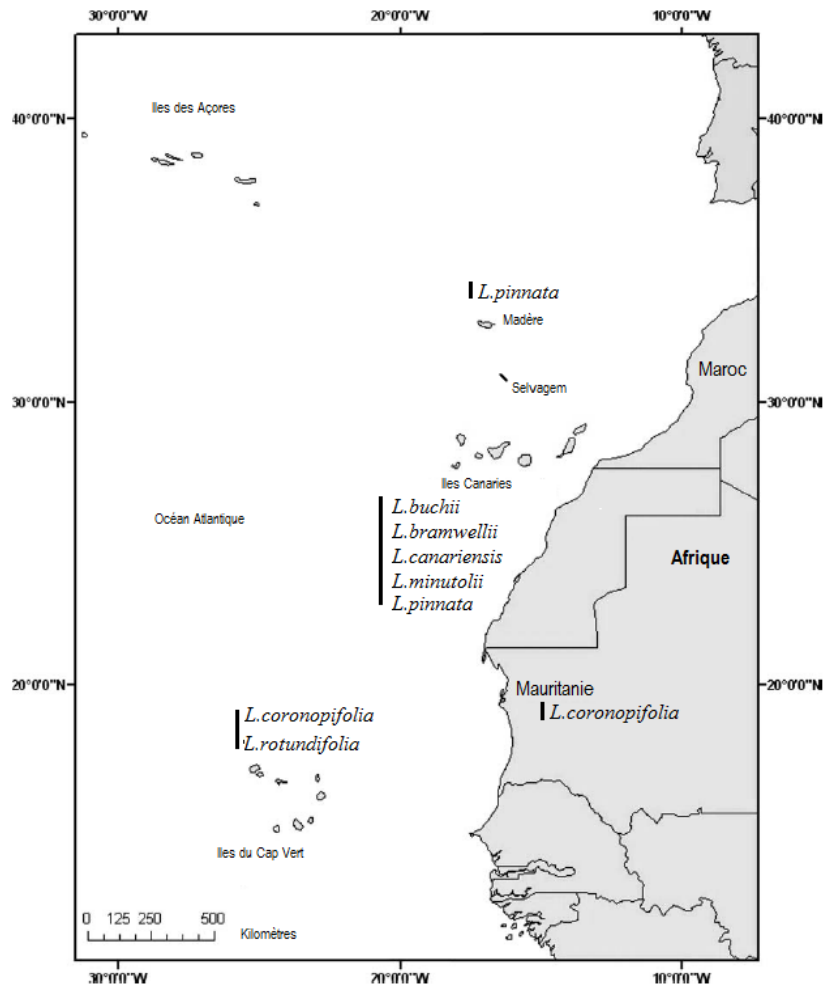 30°0'0"W 20°0'0"W 10°0'0"W
Iles des Açores
40°0'0"N 40°0'0"N
L.pinnata
Madère
Maroc
Selvagem
30°0'0"N 30°0'0"N
Iles Canaries
L.buchii
Océan Atlantique
L.bramwellii
L.canariensis
Afrique
L.minutolii
L.pinnata
20°0'0"N 20°0'0"N
Mauritanie
L.coronopifolia
L.coronopifolia
L.rotundifolia
Iles du Cap Vert
0 125 250 500
Kilomètres
30°0'0"W 20°0'0"W 10°0'0"W